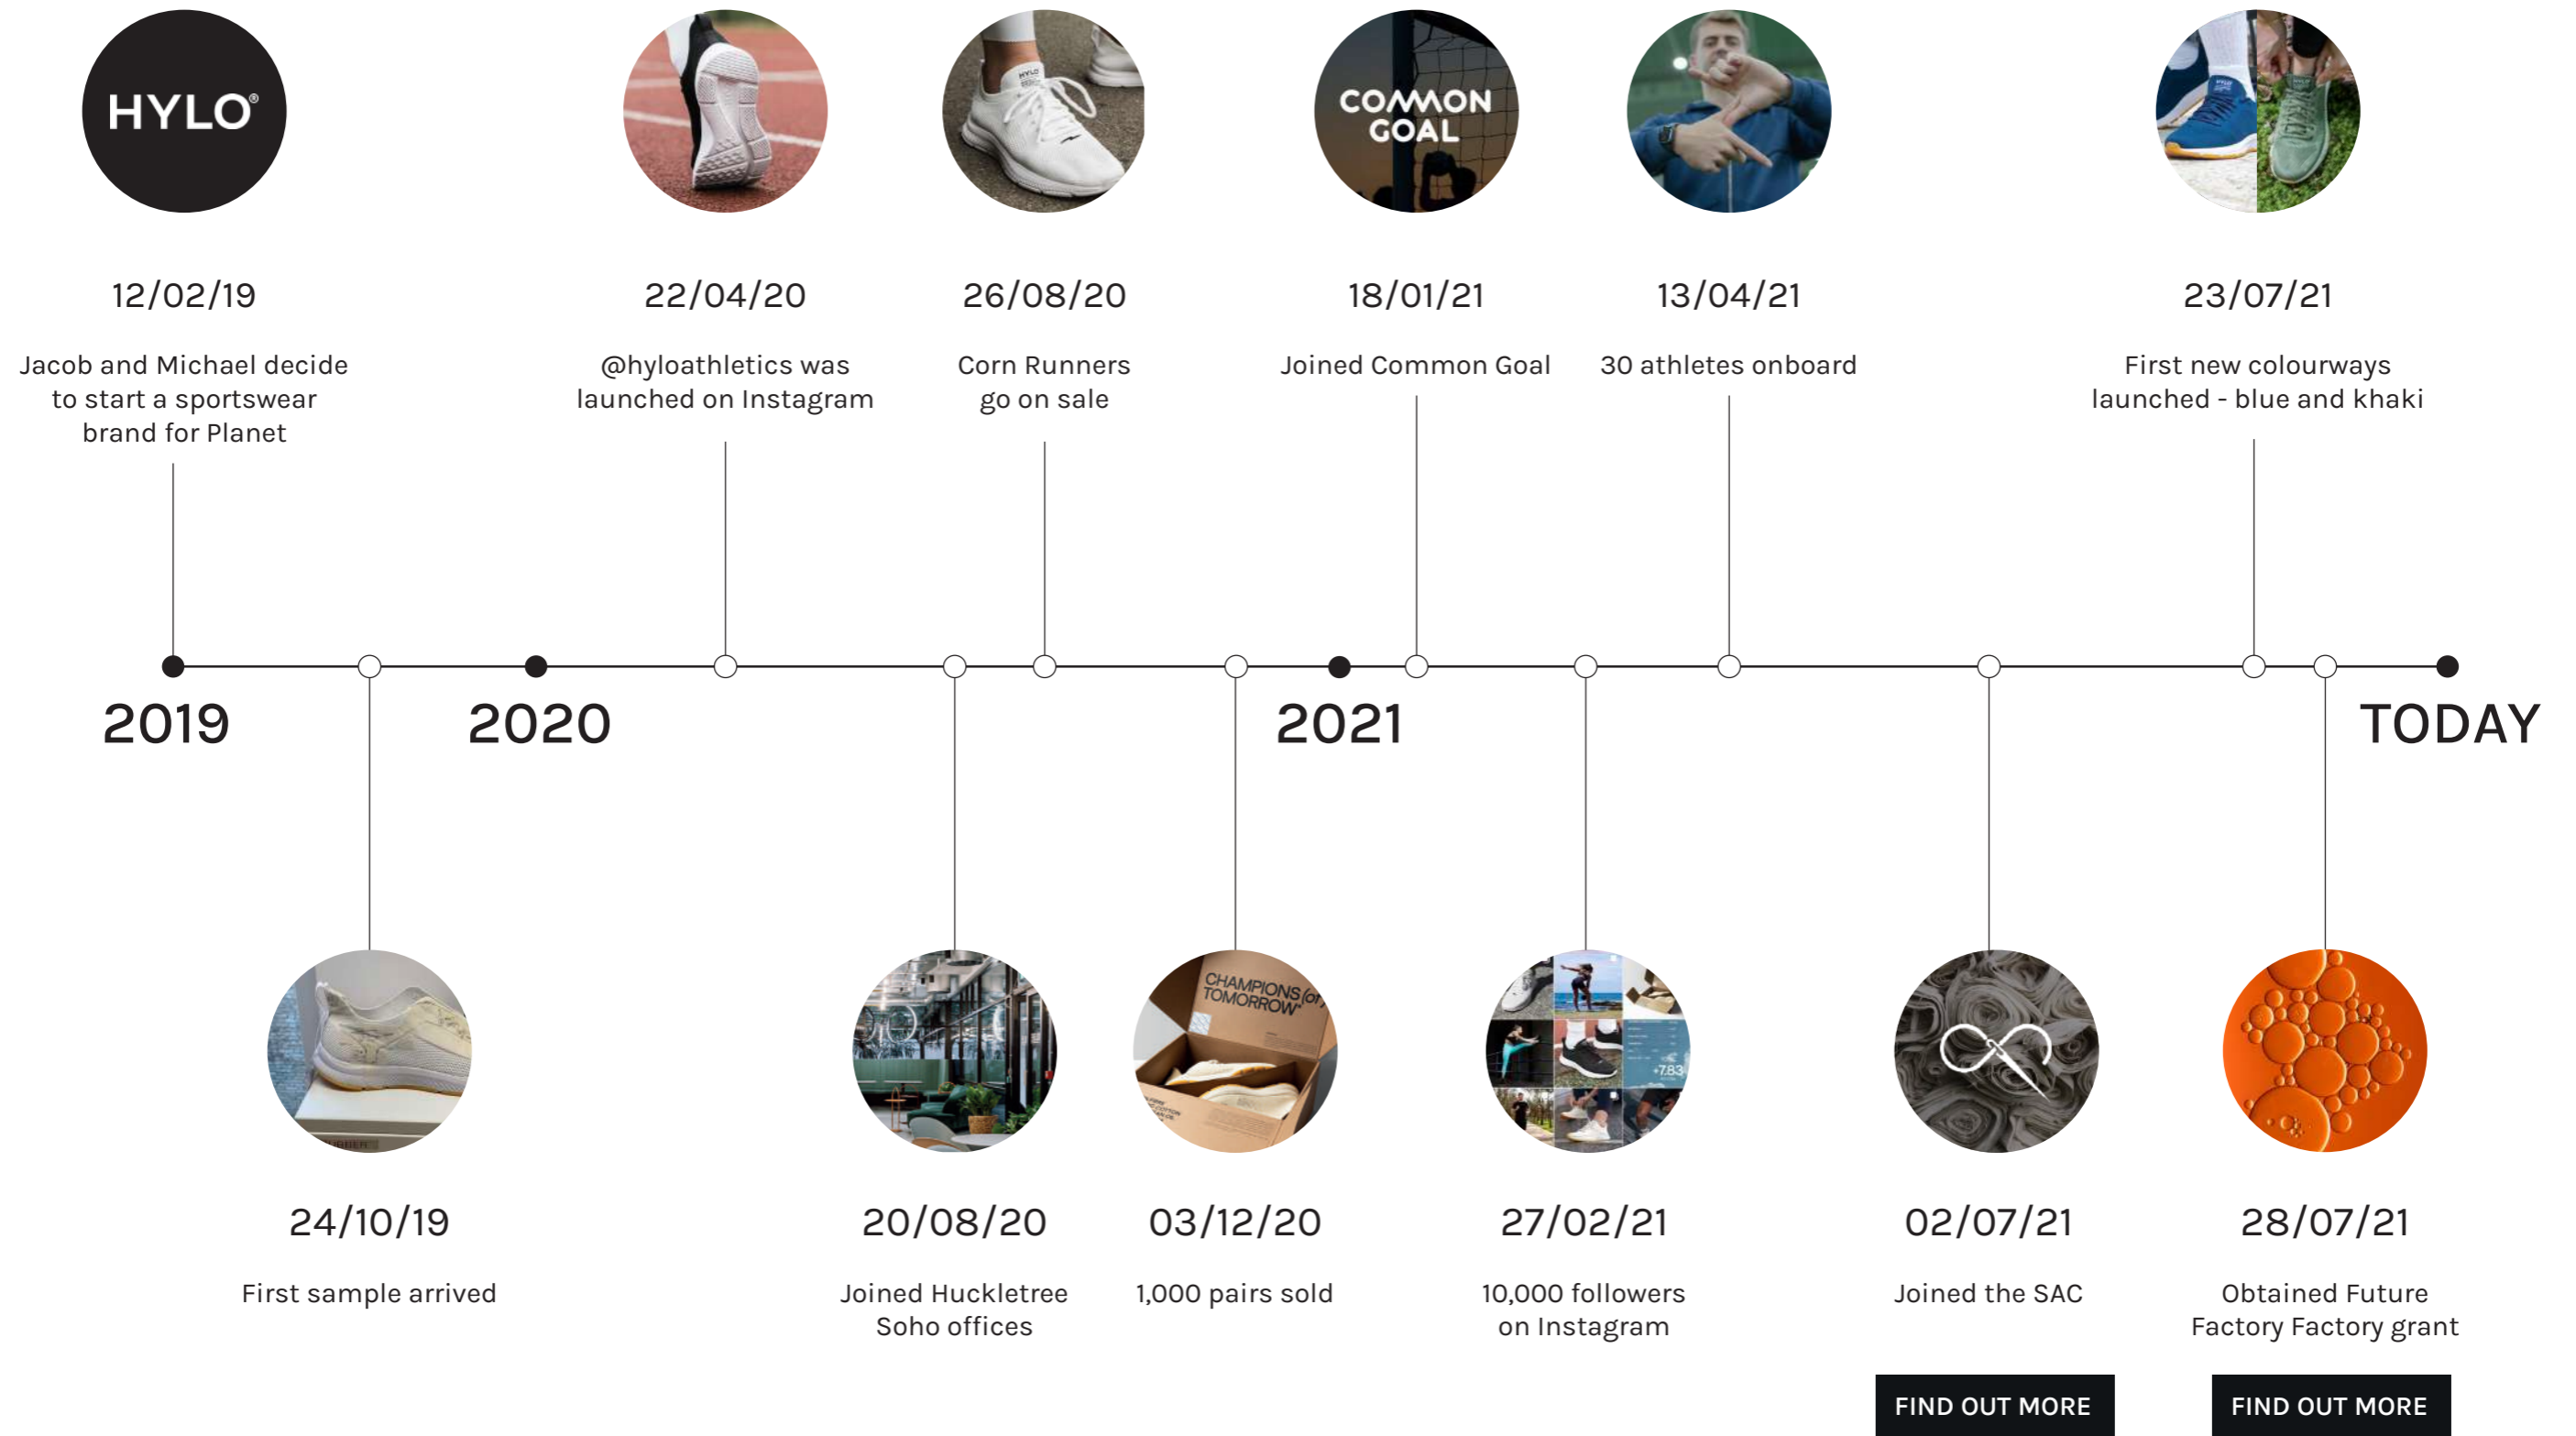 HYLO®
COMMON
GOAL
12/02/19
Jacob and Michael decide
to start a sportswear
brand for Planet
22/04/20
@hyloathletics was
launched on Instagram
26/08/20
Corn Runners
go on sale
18/01/21
Joined Common Goal
13/04/21
30 athletes onboard
23/07/21
First new colourways
launched - blue and khaki
2019
2020
2021
TODAY
CHAMPIONS (of)
TOMORROW
+7.83
24/10/19
First sample arrived
20/08/20
Joined Huckletree
Soho offices
03/12/20
1,000 pairs sold
27/02/21
10,000 followers
on Instagram
02/07/21
Joined the SAC
FIND OUT MORE
28/07/21
Obtained Future
Factory Factory grant
FIND OUT MORE